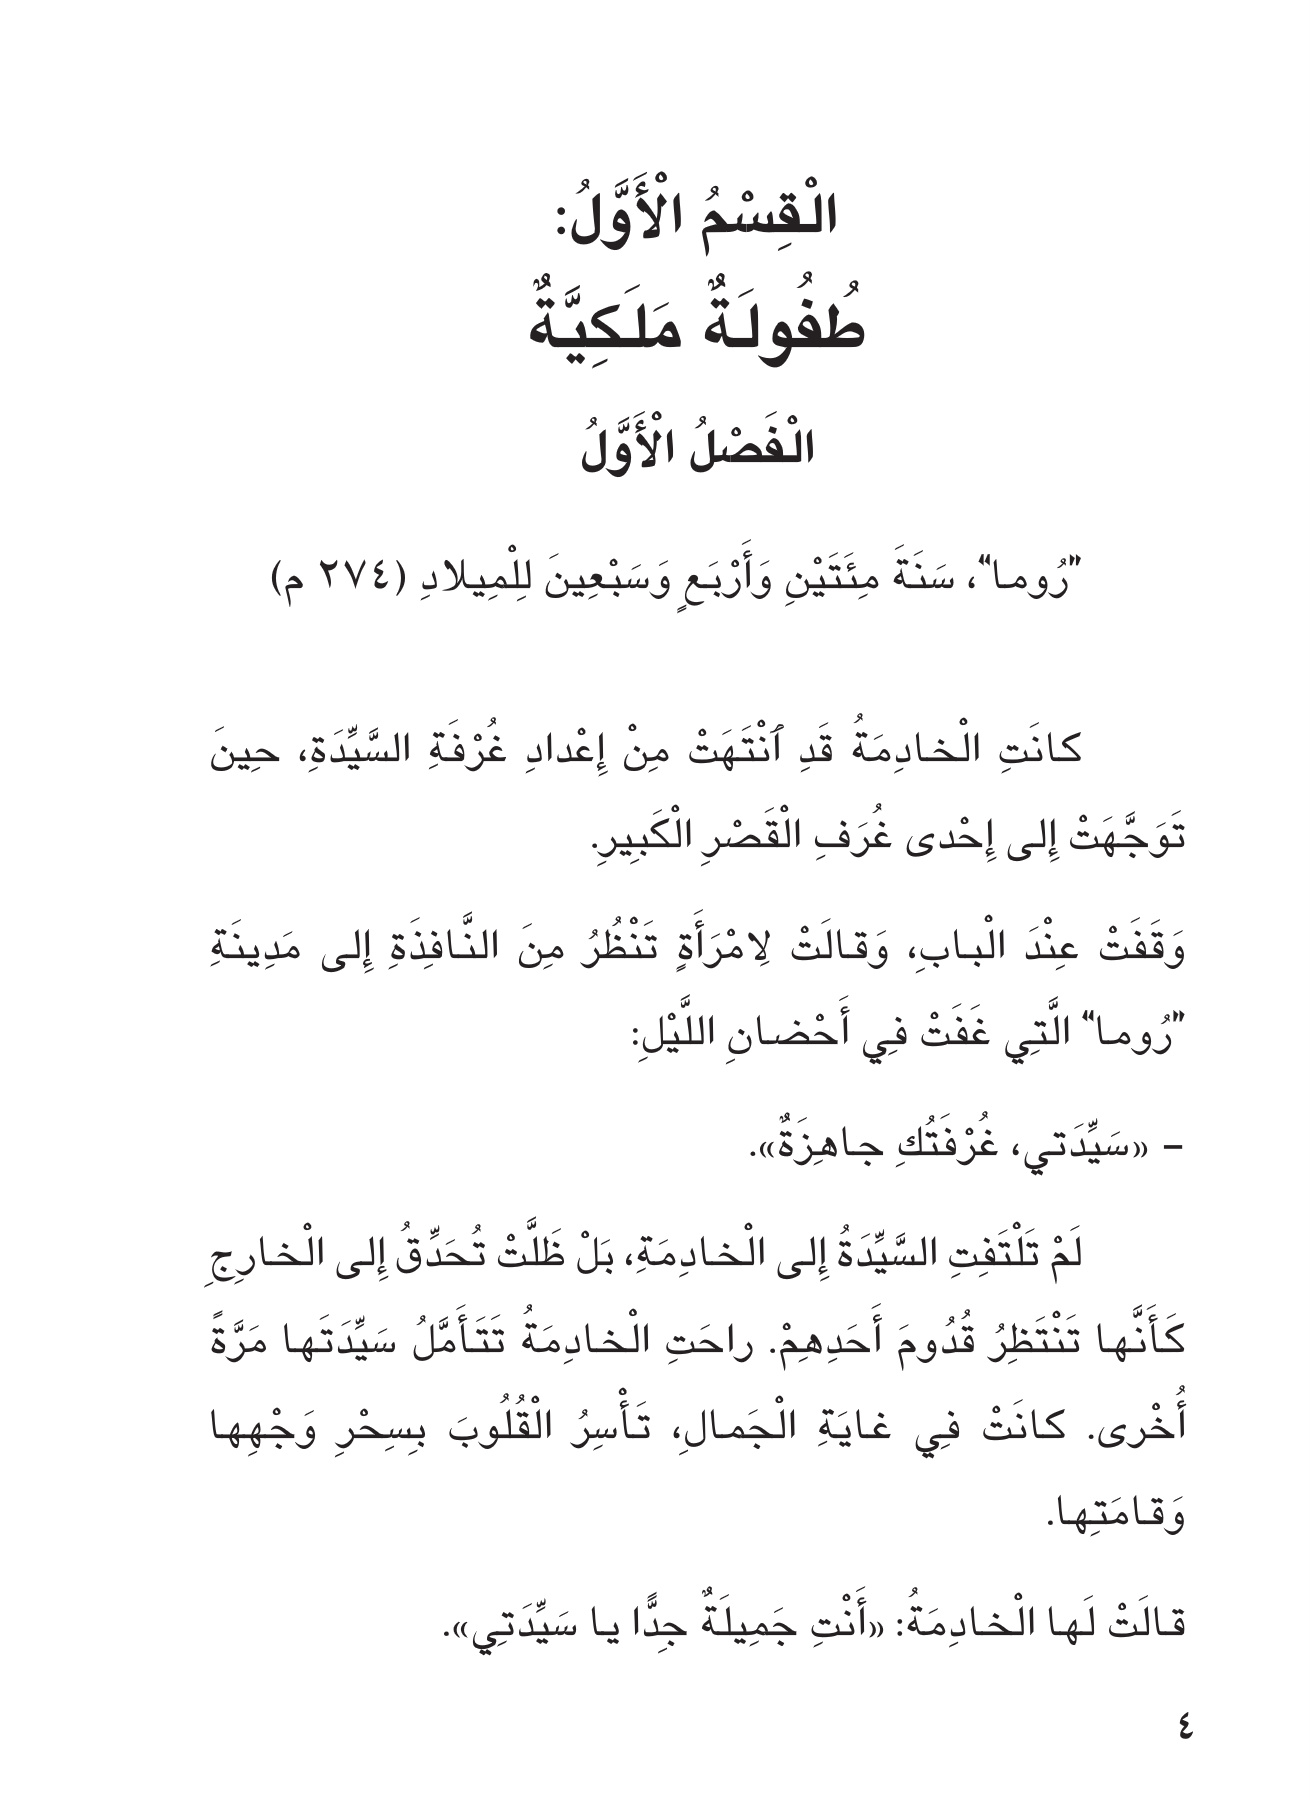 الْقِسْمُ الْأَوَّلُ:
طُفُولَةٌ مَلَكِيَّةٌ
الْفَصْلُ الْأَوَّلُ
"رُوما"، سَنَةَ مِئَتَيْنِ وَأَرْبَعٍ وَسَبْعِينَ لِلْمِيلادِ (٢٧٤ م)
كانَتِ الْخادِمَةُ قَدِ ٱنْتَهَتْ مِنْ إِعْدادِ غُرْفَةِ السَّيِّدَةِ، حِينَ
تَوَجَّهَتْ إِلى إِحْدى غُرَفِ الْقَصْرِ الْكَبِيرِ.
وَقَفَتْ عِنْدَ الْبابِ، وَقالَتْ لِامْرَأَةٍ تَنْظُرُ مِنَ النَّافِذَةِ إِلى مَدِينَةِ
"رُوما" الَّتِي غَفَتْ فِي أَحْضانِ اللَّيْلِ:
– «سَيِّدَتي، غُرْفَتُكِ جاهِزَةٌ».
لَمْ تَلْتَفِتِ السَّيِّدَةُ إِلى الْخادِمَةِ، بَلْ ظَلَّتْ تُحَدِّقُ إِلى الْخارِجِ
كَأَنَّها تَنْتَظِرُ قُدُومَ أَحَدِهِمْ. راحَتِ الْخادِمَةُ تَتَأَمَّلُ سَيِّدَتَها مَرَّةً
أُخْرى. كانَتْ فِي غايَةِ الْجَمالِ، تَأْسِرُ الْقُلُوبَ بِسِحْرِ وَجْهِها
وَقامَتِها.
قالَتْ لَها الْخادِمَةُ: «أَنْتِ جَمِيلَةٌ جِدًّا يا سَيِّدَتِي».
٤